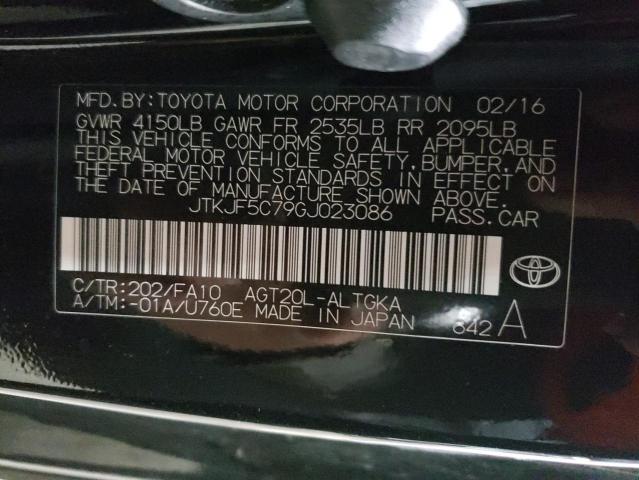 MFD.BY:TOYOTA MOTOR CORPORATION 02/16
GVWR 4150LB GAWR FR 2535LB RR 2095LB
THIS VEHICLE CONFORMS TO ALL APPLICABLE
FEDERAL MOTOR VEHICLE SAFETY,BUMPER,AND
THEFT PREVENTION STANDARDS IN EFFECT ON
THE DATE OF MANUFACTURE SHOWN ABOVE.
JTKJF5C79GJ023086 PASS.CAR
C/TR:202/FA10 AGT20L-ALTGKA
A/TM:-01A/U760E MADE IN JAPAN 842 A